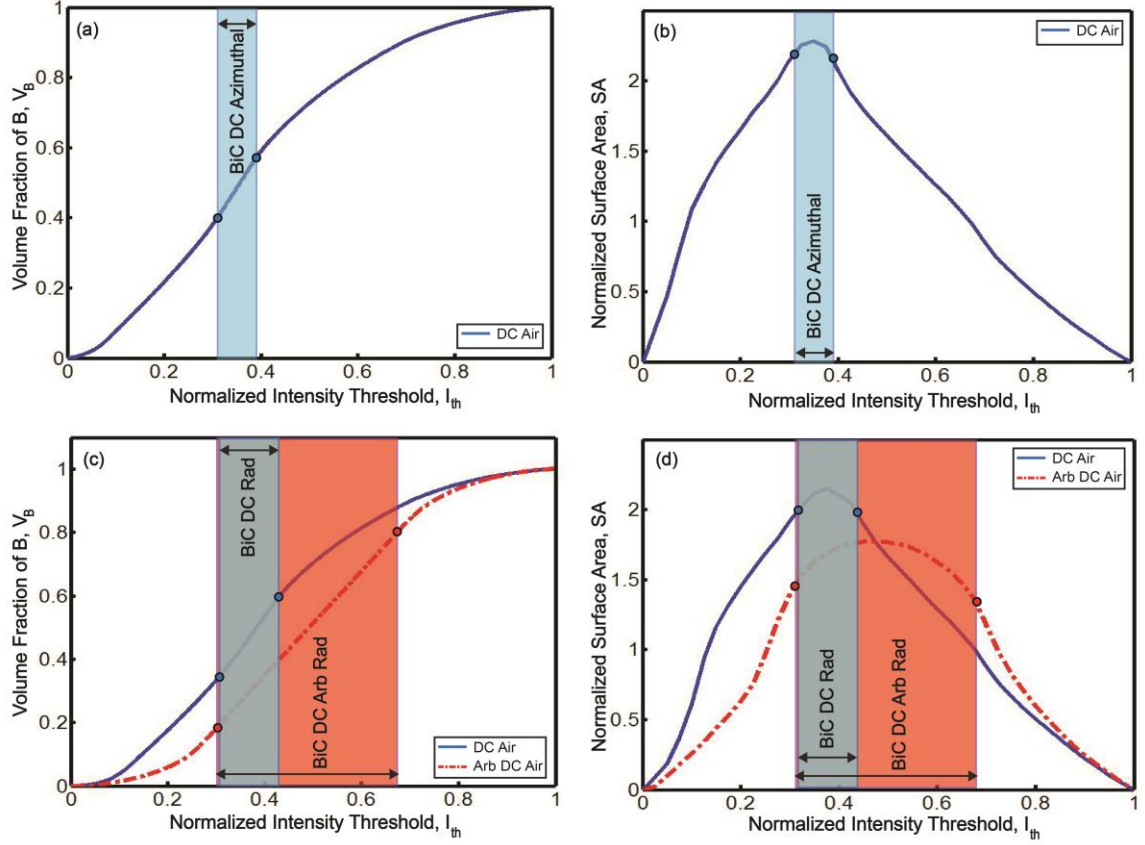 (a)
BiC DC Azimuthal
DC Air
Volume Fraction of B, V_B
0
0.2
0.4
0.6
0.8
1
0 0.2 0.4 0.6 0.8 1
Normalized Intensity Threshold, I_th
(b)
DC Air
BiC DC Azimuthal
Normalized Surface Area, SA
0
0.5
1
1.5
2
0 0.2 0.4 0.6 0.8 1
Normalized Intensity Threshold, I_th
(c)
BiC DC Rad
BiC DC Arb Rad
DC Air
Arb DC Air
Volume Fraction of B, V_B
0
0.2
0.4
0.6
0.8
1
0 0.2 0.4 0.6 0.8 1
Normalized Intensity Threshold, I_th
(d)
DC Air
Arb DC Air
BiC DC Rad
BiC DC Arb Rad
Normalized Surface Area, SA
0
0.5
1
1.5
2
0 0.2 0.4 0.6 0.8 1
Normalized Intensity Threshold, I_th